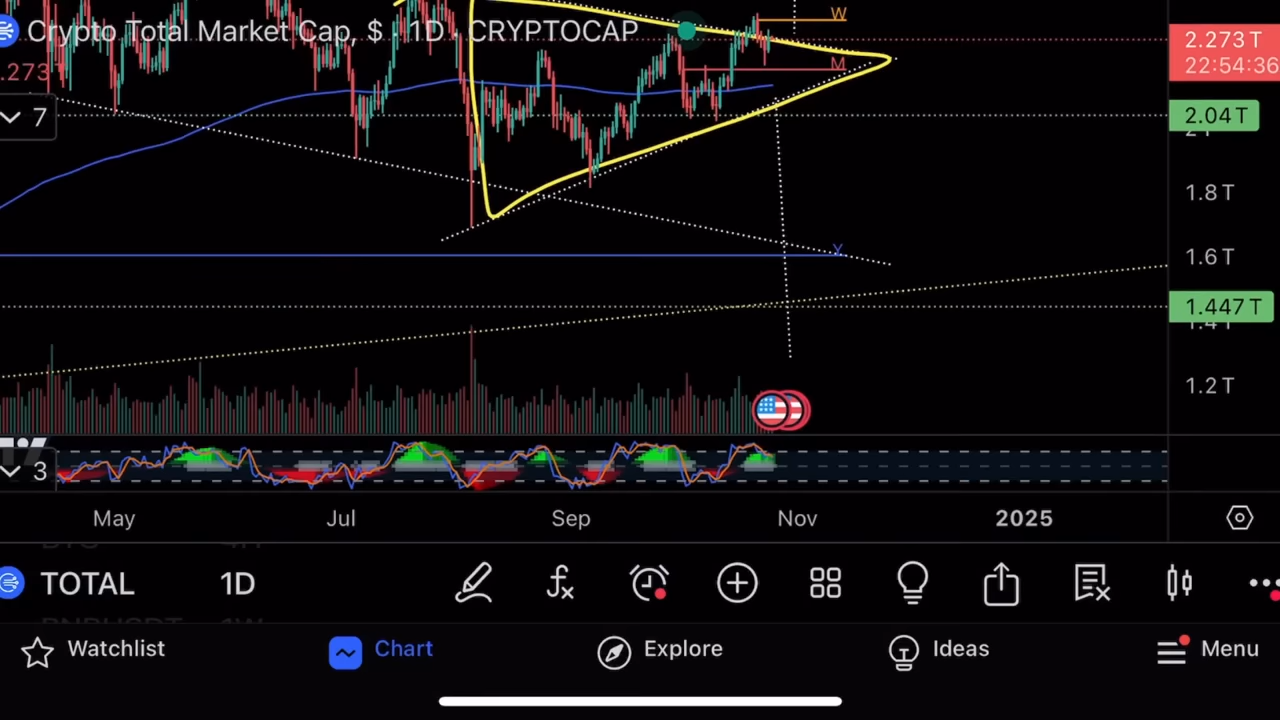 W
Crypto Total Market Cap, $ · 1D · CRYPTOCAP
2.273 T
22:54:36
M
.273 T
7
2.04 T
1.8 T
Y
1.6 T
1.447 T
1.2 T
3
May
Jul
Sep
Nov
2025
TOTAL
1D
Watchlist
Chart
Explore
Ideas
Menu